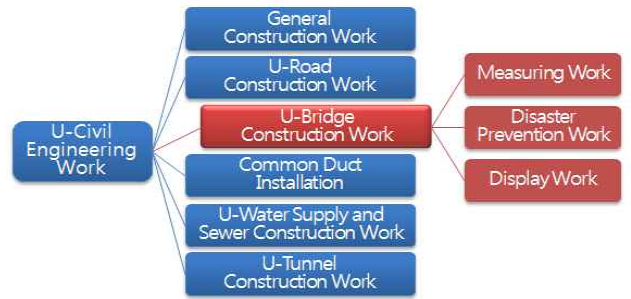 U-Civil
Engineering
Work
General
Construction Work
U-Road
Construction Work
U-Bridge
Construction Work
Common Duct
Installation
U-Water Supply and
Sewer Construction Work
U-Tunnel
Construction Work
Measuring Work
Disaster
Prevention Work
Display Work